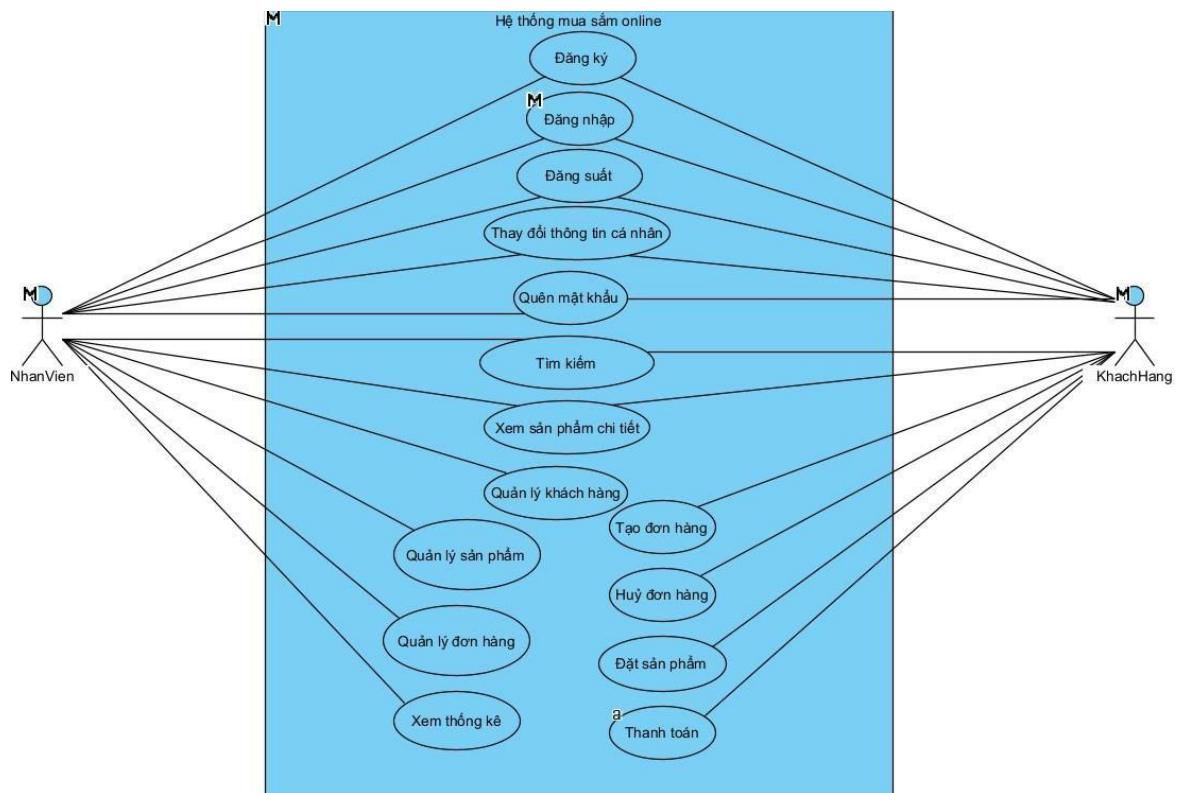 M
Hệ thống mua sắm online
Đăng ký
M
Đăng nhập
Đăng suất
Thay đổi thông tin cá nhân
M
Quên mật khẩu
M
NhanVien
Tìm kiếm
KhachHang
Xem sản phẩm chi tiết
Quản lý khách hàng
Tạo đơn hàng
Quản lý sản phẩm
Huỷ đơn hàng
Quản lý đơn hàng
Đặt sản phẩm
Xem thống kê
a
Thanh toán